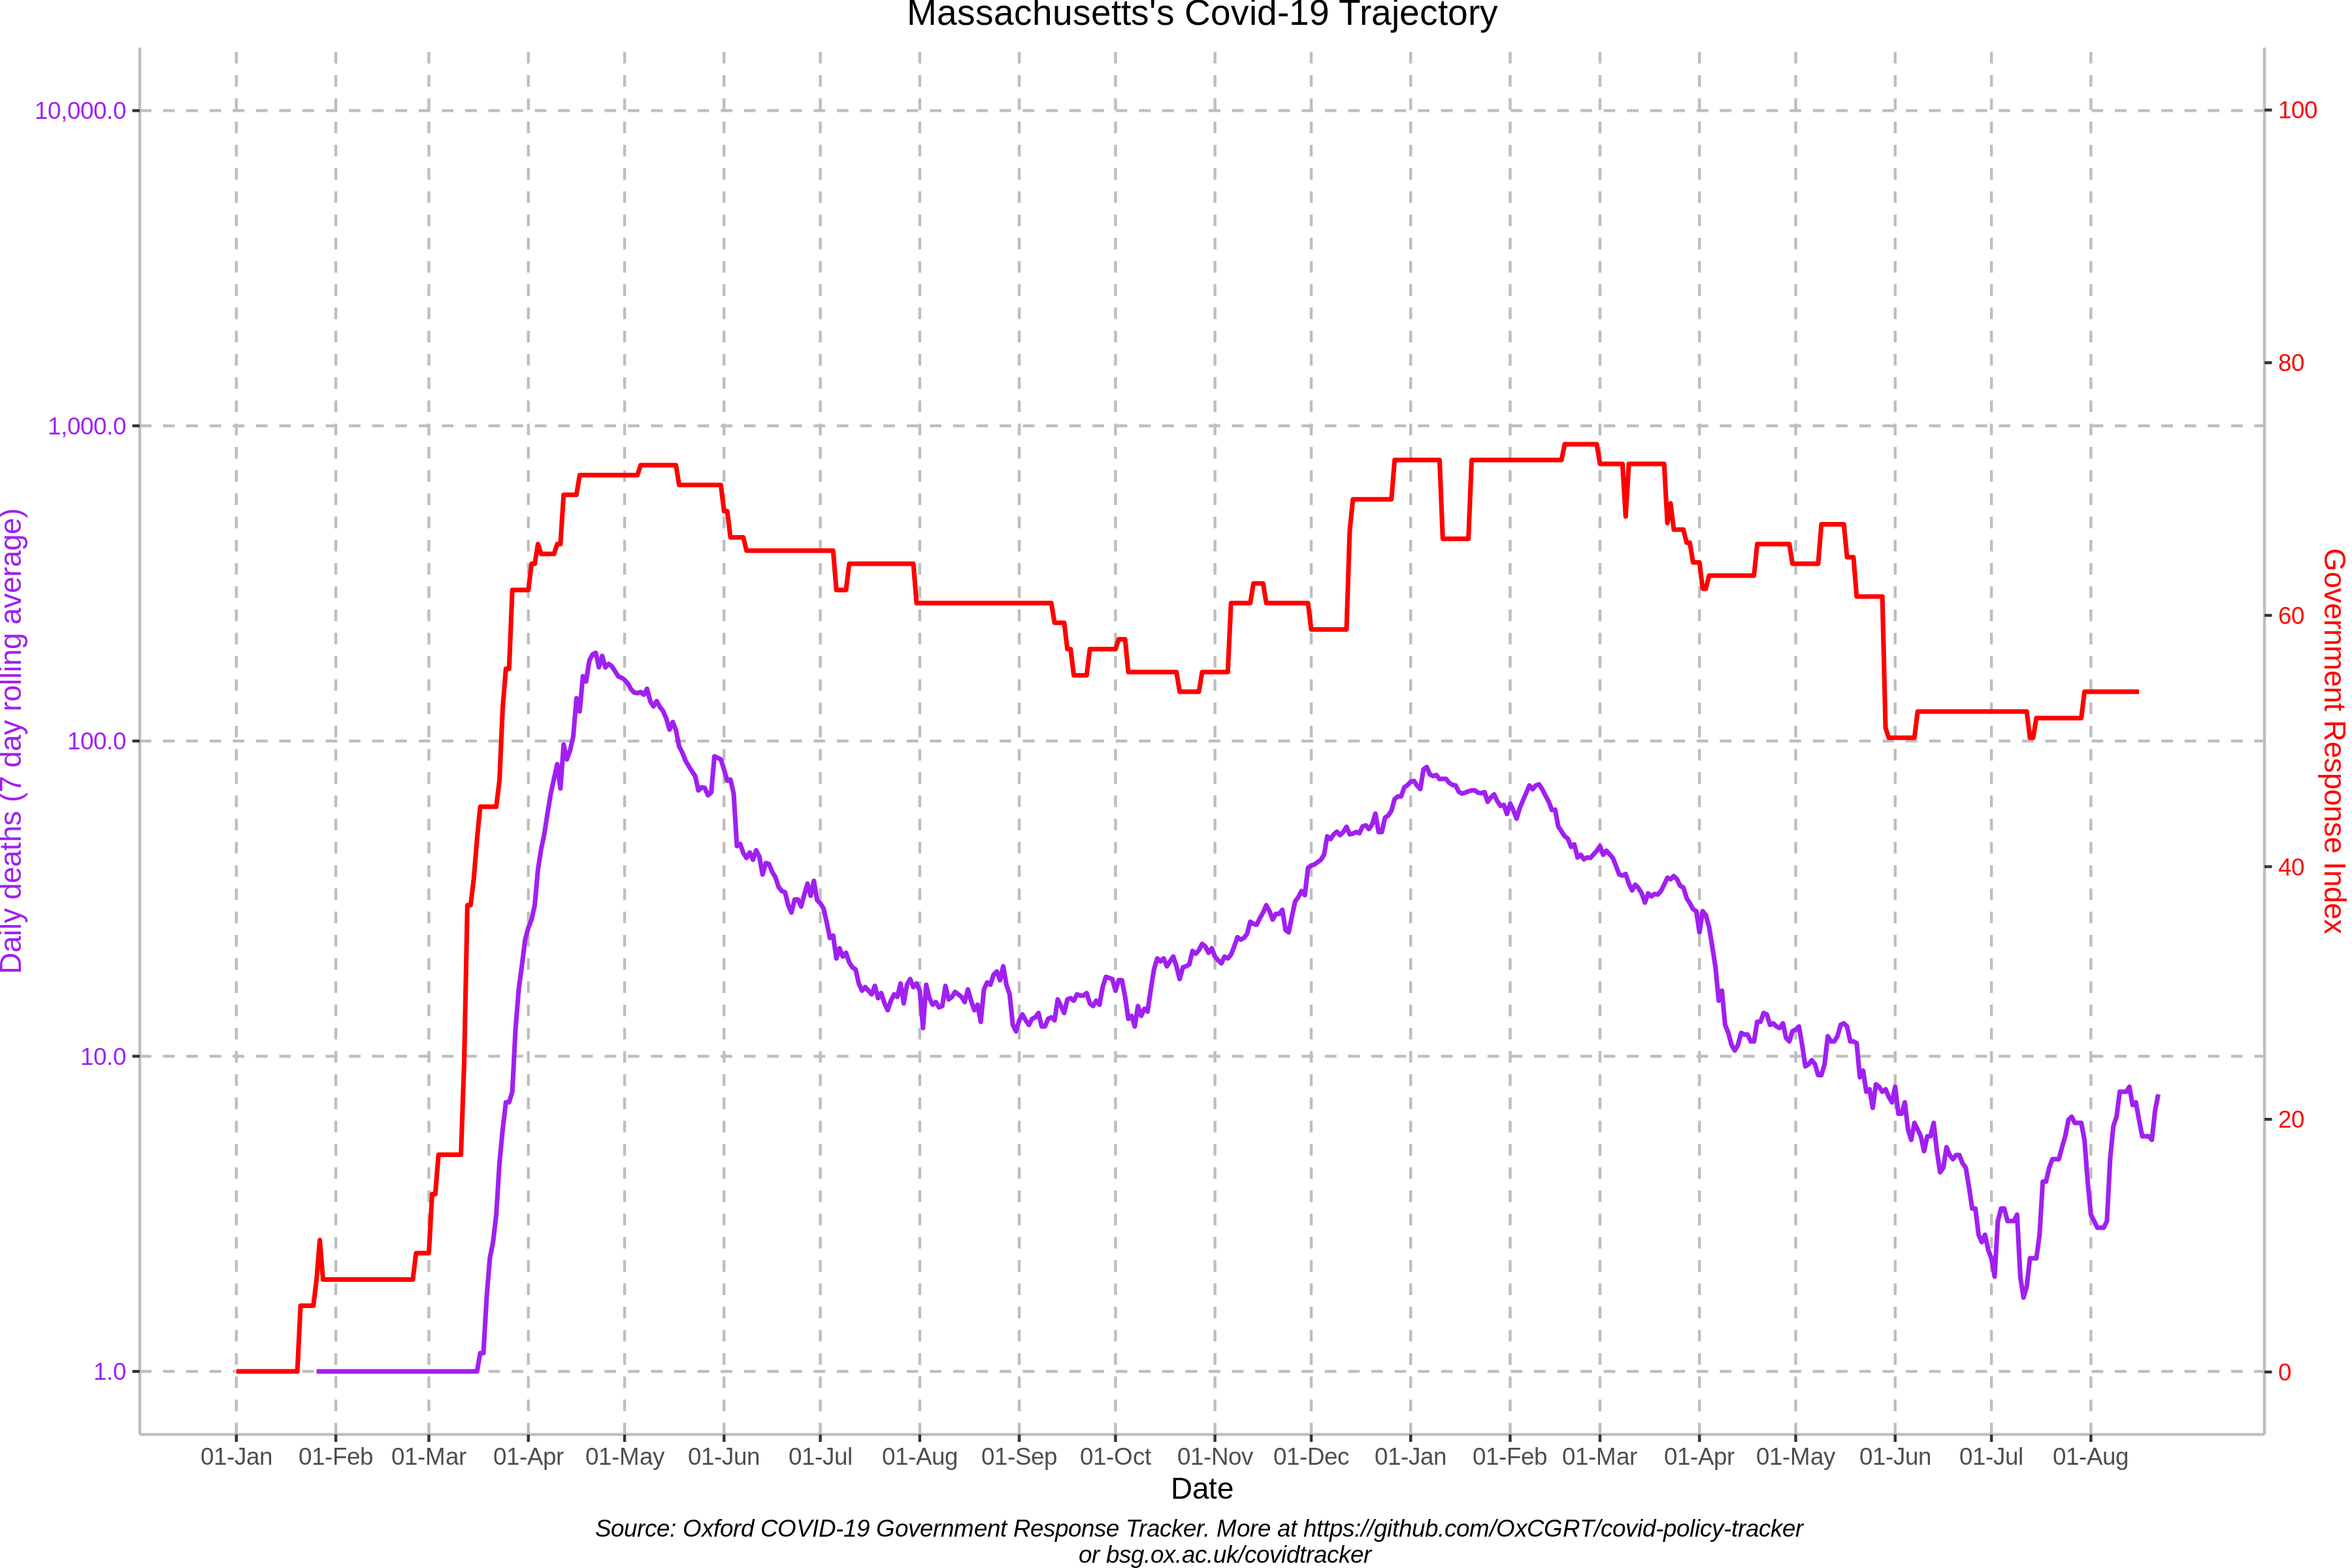 Massachusetts's Covid-19 Trajectory
Daily deaths (7 day rolling average)
10,000.0
1,000.0
100.0
10.0
1.0
100
80
60
40
20
0
Government Response Index
01-Jan 01-Feb 01-Mar 01-Apr 01-May 01-Jun 01-Jul 01-Aug 01-Sep 01-Oct 01-Nov 01-Dec 01-Jan 01-Feb 01-Mar 01-Apr 01-May 01-Jun 01-Jul 01-Aug
Date
Source: Oxford COVID-19 Government Response Tracker. More at https://github.com/OxCGRT/covid-policy-tracker
or bsg.ox.ac.uk/covidtracker